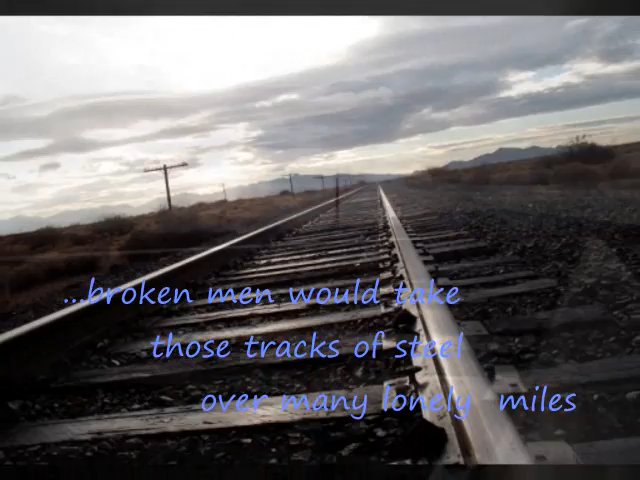 ...broken men would take
those tracks of steel
over many lonely miles